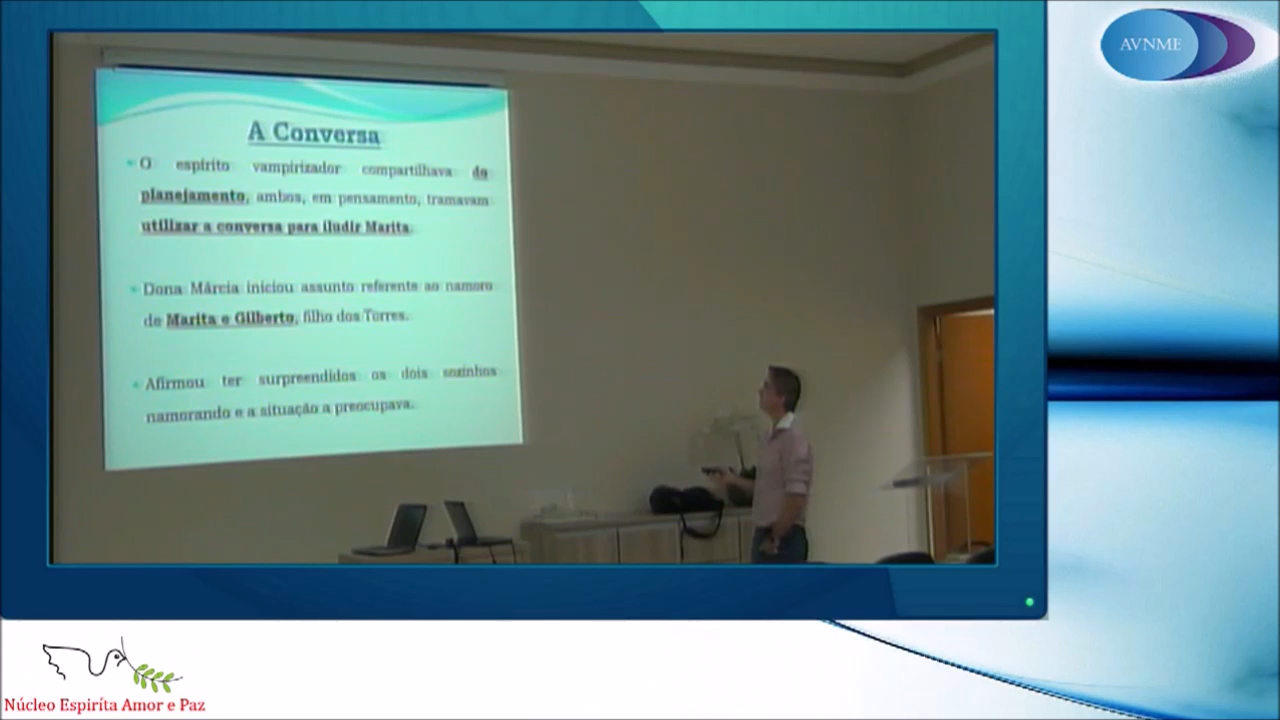 AVNME
A Conversa
O espírito vampirizador compartilhava do
planejamento, ambos, em pensamento, tramavam
utilizar a conversa para iludir Marita.
Dona Márcia iniciou assunto referente ao namoro
de Marita e Gilberto, filho dos Torres.
Afirmou ter surpreendidos os dois sozinhos
namorando e a situação a preocupava.
Núcleo Espiríta Amor e Paz